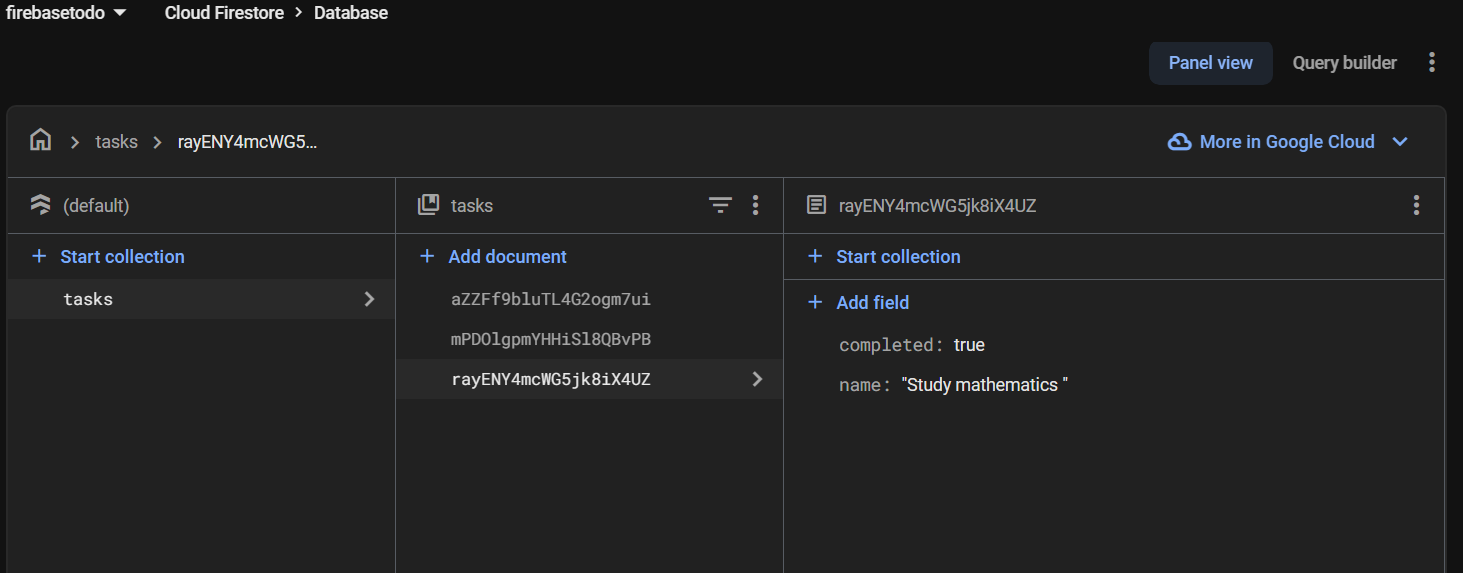 firebasetodo Cloud Firestore > Database
Panel view Query builder
tasks > rayENY4mcWG5... More in Google Cloud
(default)
Start collection
tasks
tasks
Add document
aZZFf9bluTL4G2ogm7ui
mPDOlgpmYHHiSl8QBvPB
rayENY4mcWG5jk8iX4UZ
rayENY4mcWG5jk8iX4UZ
Start collection
Add field
completed: true
name: "Study mathematics "